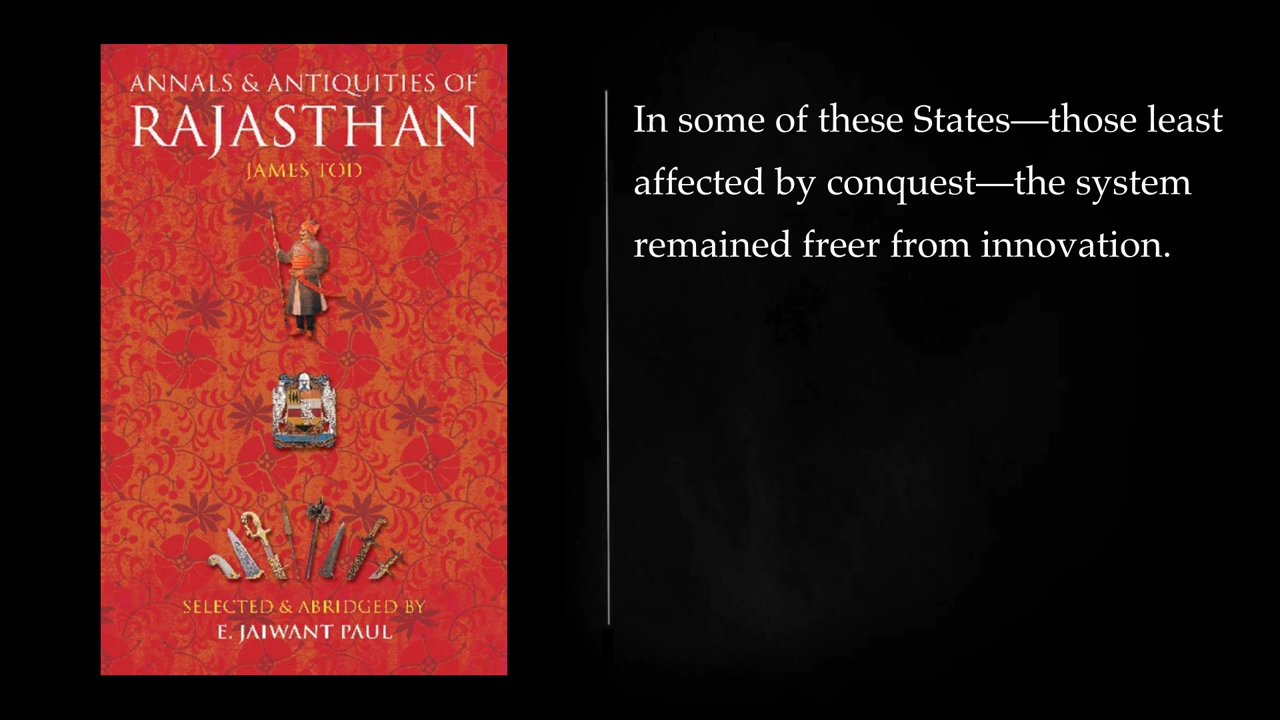 ANNALS & ANTIQUITIES OF
RAJASTHAN
JAMES TOD
SELECTED & ABRIDGED BY
E. JAIWANT PAUL
In some of these States—those least
affected by conquest—the system
remained freer from innovation.